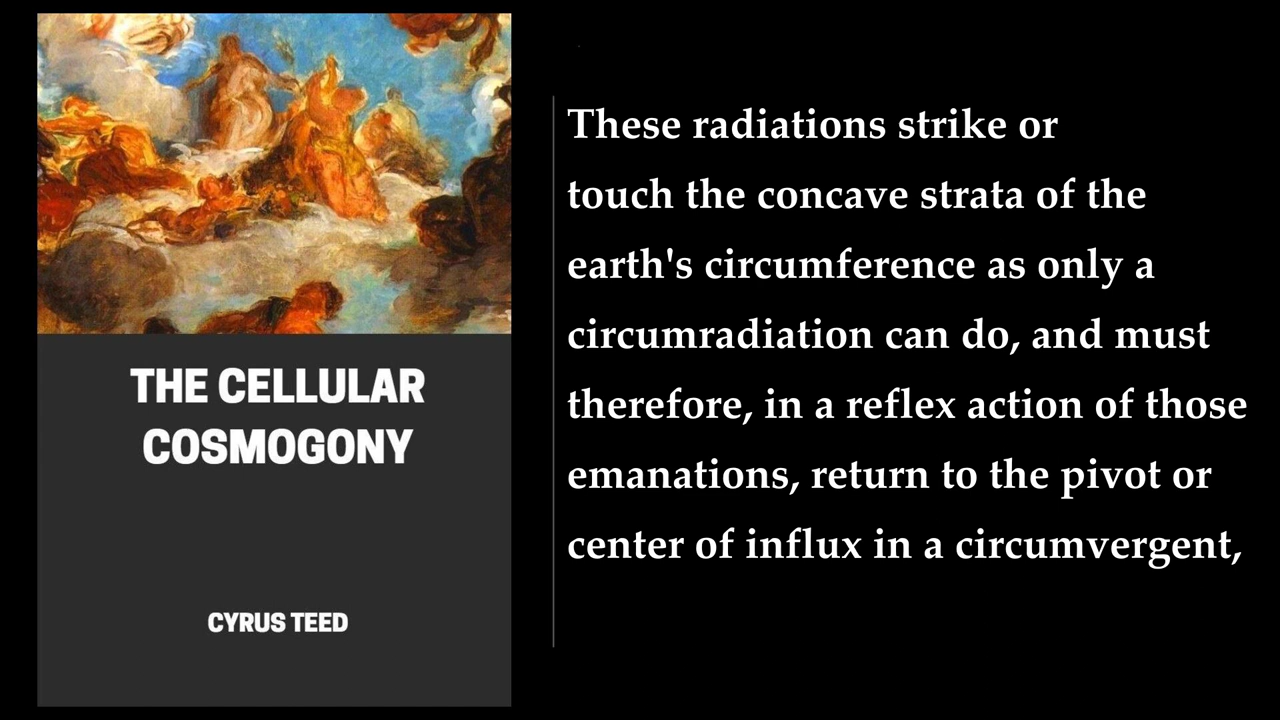 THE CELLULAR
COSMOGONY
CYRUS TEED
These radiations strike or
touch the concave strata of the
earth's circumference as only a
circumradiation can do, and must
therefore, in a reflex action of those
emanations, return to the pivot or
center of influx in a circumvergent,